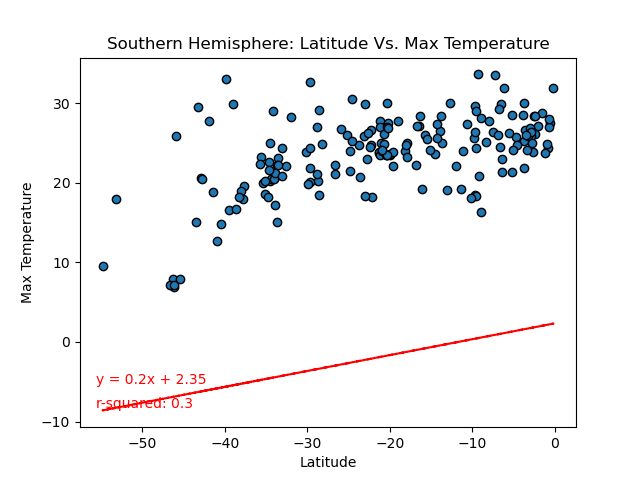 Southern Hemisphere: Latitude Vs. Max Temperature
Max Temperature
30
20
10
0
−10
y = 0.2x + 2.35
r-squared: 0.3
−50
−40
−30
−20
−10
0
Latitude